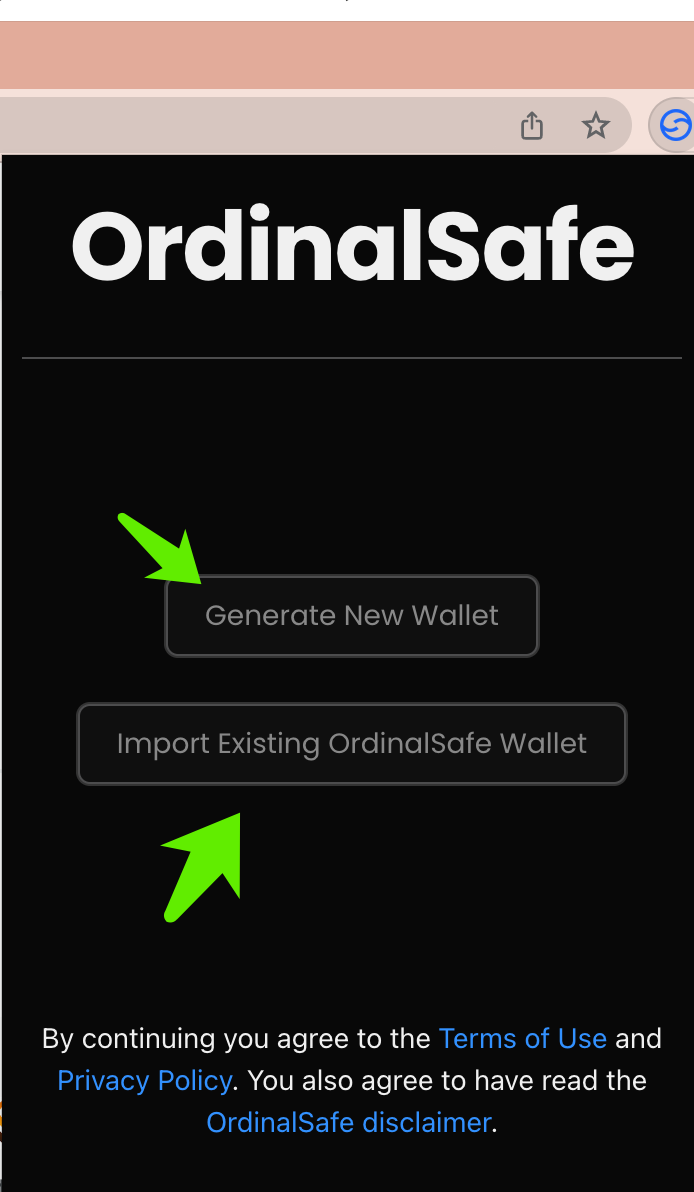 OrdinalSafe
Generate New Wallet
Import Existing OrdinalSafe Wallet
By continuing you agree to the Terms of Use and
Privacy Policy. You also agree to have read the
OrdinalSafe disclaimer.